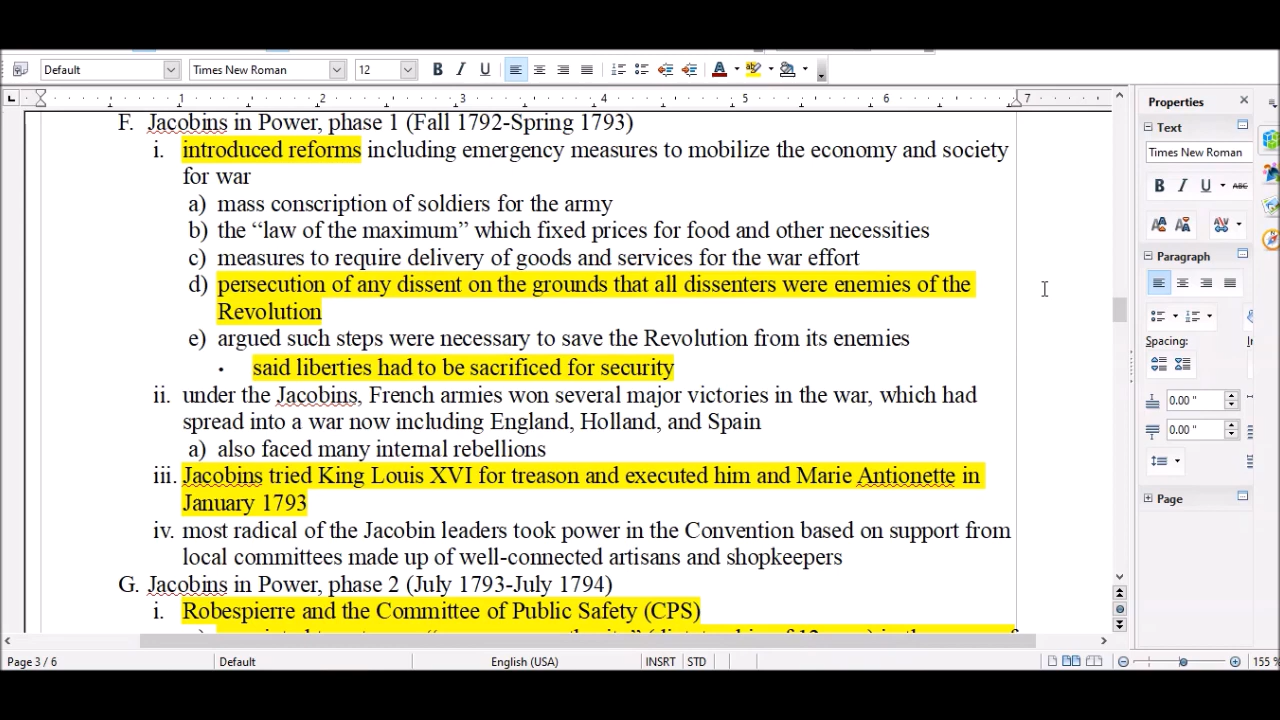 Default Times New Roman 12
1 2 3 4 5 6 7
F. Jacobins in Power, phase 1 (Fall 1792-Spring 1793)
i. introduced reforms including emergency measures to mobilize the economy and society
for war
a) mass conscription of soldiers for the army
b) the “law of the maximum” which fixed prices for food and other necessities
c) measures to require delivery of goods and services for the war effort
d) persecution of any dissent on the grounds that all dissenters were enemies of the
Revolution
e) argued such steps were necessary to save the Revolution from its enemies
• said liberties had to be sacrificed for security
ii. under the Jacobins, French armies won several major victories in the war, which had
spread into a war now including England, Holland, and Spain
a) also faced many internal rebellions
iii. Jacobins tried King Louis XVI for treason and executed him and Marie Antionette in
January 1793
iv. most radical of the Jacobin leaders took power in the Convention based on support from
local committees made up of well-connected artisans and shopkeepers
G. Jacobins in Power, phase 2 (July 1793-July 1794)
i. Robespierre and the Committee of Public Safety (CPS)
Properties
Text
Times New Roman
B I U ABC
Paragraph
Spacing:
0.00 "
0.00 "
Page
Page 3 / 6 Default English (USA) INSRT STD 155 %